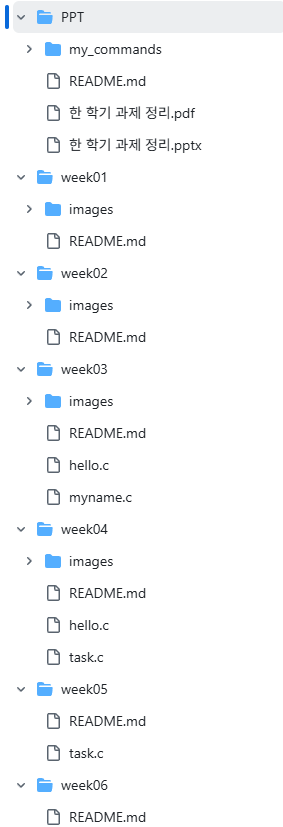 PPT
my_commands
README.md
한 학기 과제 정리.pdf
한 학기 과제 정리.pptx
week01
images
README.md
week02
images
README.md
week03
images
README.md
hello.c
myname.c
week04
images
README.md
hello.c
task.c
week05
README.md
task.c
week06
README.md